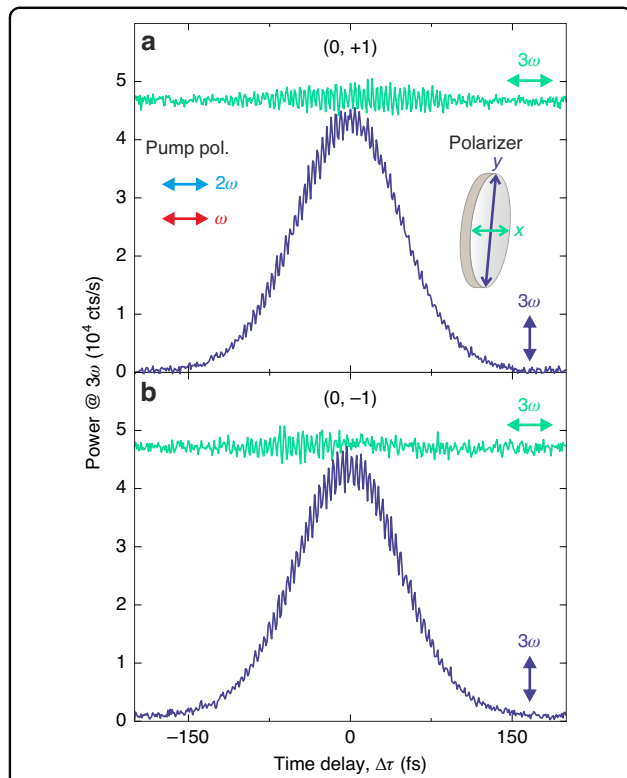 a
(0, +1)
3ω
5
Pump pol.
Polarizer
y
4
2ω
x
3
ω
2
3ω
1
0
b
(0, −1)
3ω
5
4
3
2
3ω
1
0
−150
0
150
Power @ 3ω (10⁴ cts/s)
Time delay, Δτ (fs)